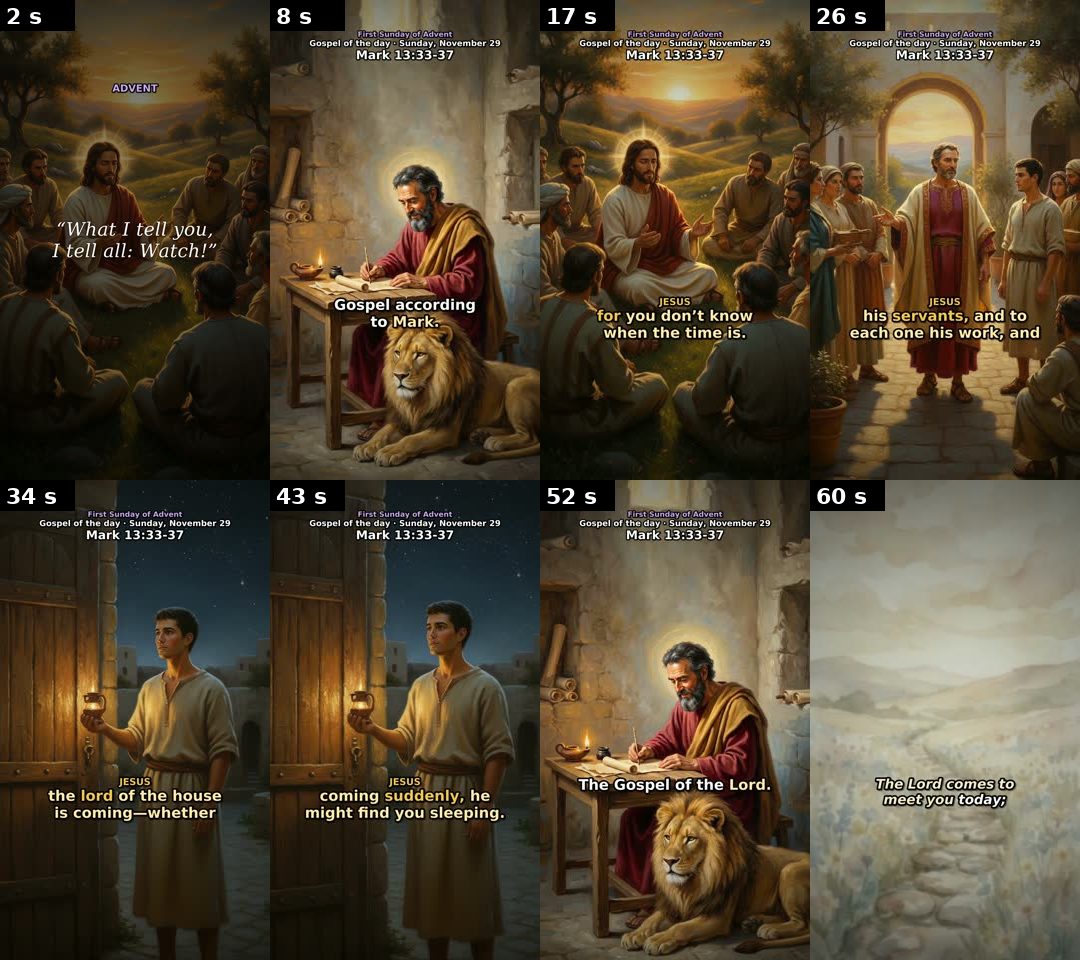 2 s
ADVENT
“What I tell you,
I tell all: Watch!”
8 s
First Sunday of Advent
Gospel of the day · Sunday, November 29
Mark 13:33-37
Gospel according
to Mark.
17 s
First Sunday of Advent
Gospel of the day · Sunday, November 29
Mark 13:33-37
JESUS
for you don’t know
when the time is.
26 s
First Sunday of Advent
Gospel of the day · Sunday, November 29
Mark 13:33-37
JESUS
his servants, and to
each one his work, and
34 s
First Sunday of Advent
Gospel of the day · Sunday, November 29
Mark 13:33-37
JESUS
the lord of the house
is coming—whether
43 s
First Sunday of Advent
Gospel of the day · Sunday, November 29
Mark 13:33-37
JESUS
coming suddenly, he
might find you sleeping.
52 s
First Sunday of Advent
Gospel of the day · Sunday, November 29
Mark 13:33-37
The Gospel of the Lord.
60 s
The Lord comes to
meet you today;